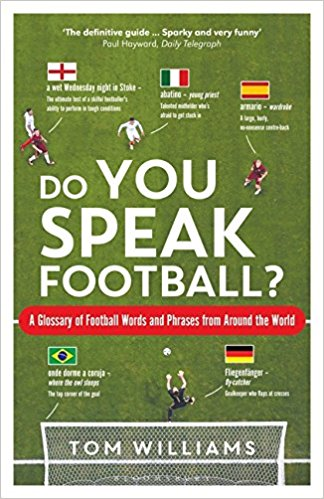 'The definitive guide ... Sparky and very funny'
Paul Hayward, Daily Telegraph
a wet Wednesday night in Stoke -
The ultimate test of a skilful footballer's
ability to perform in tough conditions
abatino - young priest
Talented midfielder who's
afraid to get stuck in
armario - wardrobe
A large, burly,
no-nonsense centre-back
DO YOU
SPEAK
FOOTBALL?
A Glossary of Football Words and Phrases from Around the World
onde dorme a coruja -
where the owl sleeps
The top corner of the goal
Fliegenfänger -
fly-catcher
Goalkeeper who flaps at crosses
TOM WILLIAMS
BLOOMSBURY